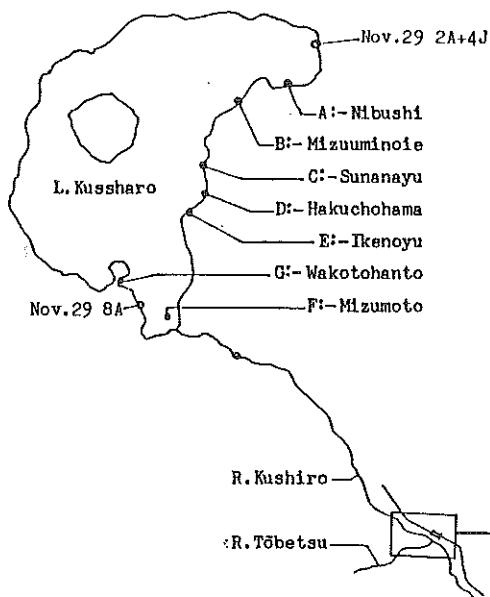 Nov.29 2A+4J
A:-Nibushi
B:-Mizuuminoie
C:-Sunanayu
L.Kussharo
D:-Hakuchohama
E:-Ikenoyu
G:-Wakotohanto
Nov.29 8A
F:-Mizumoto
R.Kushiro
R.Tōbetsu